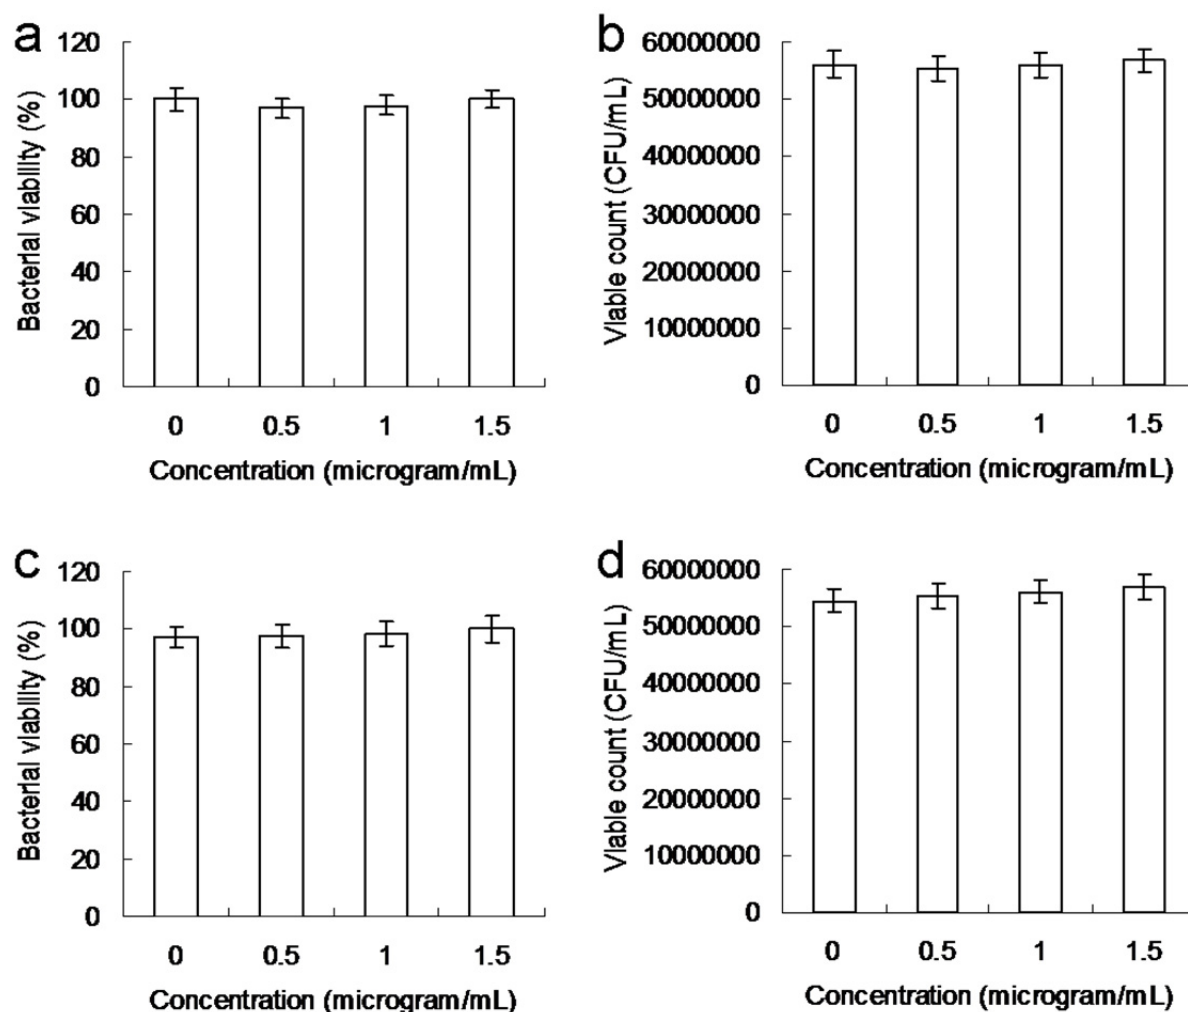 a
Bacterial viability (%)
120
100
80
60
40
20
0
0 0.5 1 1.5
Concentration (microgram/mL)
b
Viable count (CFU/mL)
60000000
50000000
40000000
30000000
20000000
10000000
0
0 0.5 1 1.5
Concentration (microgram/mL)
c
Bacterial viability (%)
120
100
80
60
40
20
0
0 0.5 1 1.5
Concentration (microgram/mL)
d
Viable count (CFU/mL)
60000000
50000000
40000000
30000000
20000000
10000000
0
0 0.5 1 1.5
Concentration (microgram/mL)